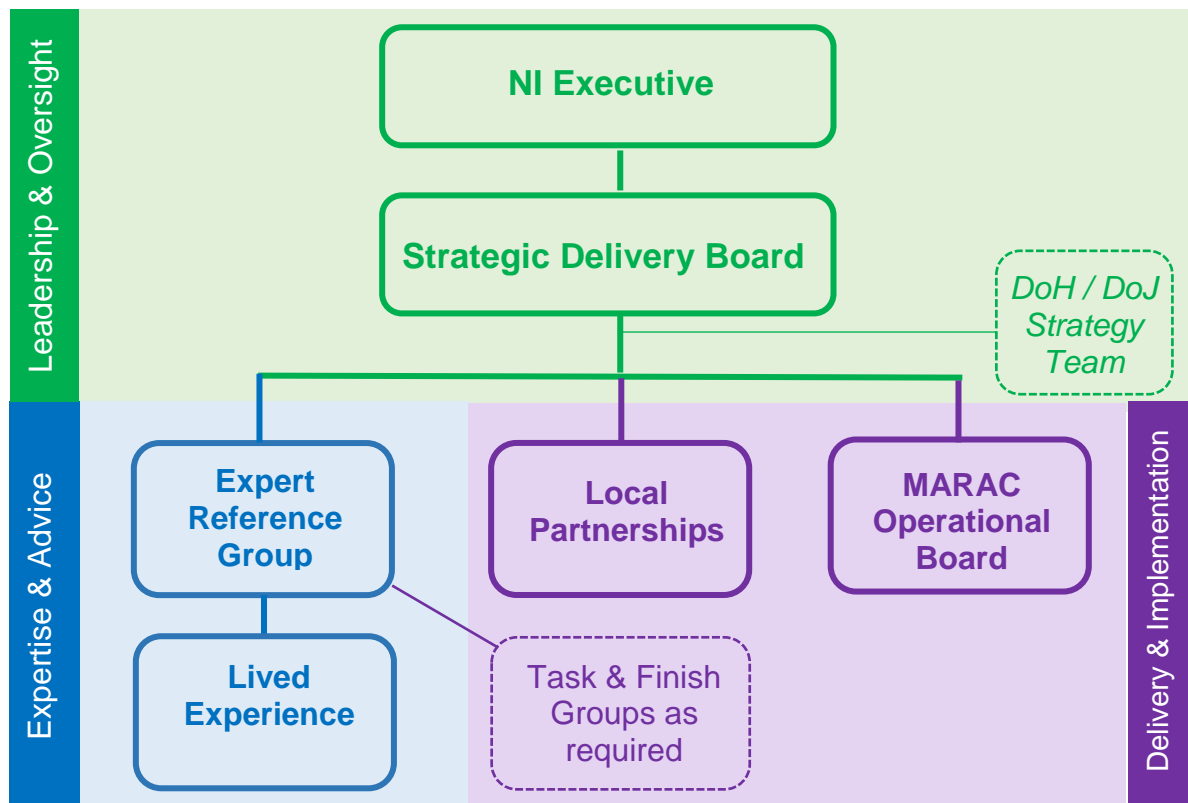 Leadership & Oversight
NI Executive
Strategic Delivery Board
DoH / DoJ
Strategy
Team
Expertise & Advice
Expert
Reference
Group
Local
Partnerships
MARAC
Operational
Board
Delivery & Implementation
Lived
Experience
Task & Finish
Groups as
required